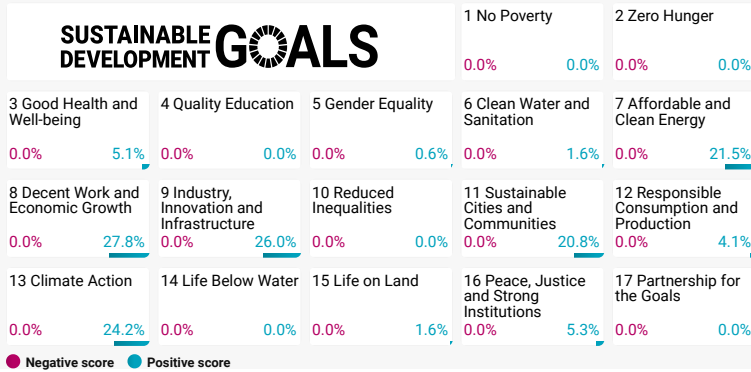 SUSTAINABLE
DEVELOPMENT
GOALS
1 No Poverty
0.0% 0.0%
2 Zero Hunger
0.0% 0.0%
3 Good Health and
Well-being
0.0% 5.1%
4 Quality Education
0.0% 0.0%
5 Gender Equality
0.0% 0.6%
6 Clean Water and
Sanitation
0.0% 1.6%
7 Affordable and
Clean Energy
0.0% 21.5%
8 Decent Work and
Economic Growth
0.0% 27.8%
9 Industry,
Innovation and
Infrastructure
0.0% 26.0%
10 Reduced
Inequalities
0.0% 0.0%
11 Sustainable
Cities and
Communities
0.0% 20.8%
12 Responsible
Consumption and
Production
0.0% 4.1%
13 Climate Action
0.0% 24.2%
14 Life Below Water
0.0% 0.0%
15 Life on Land
0.0% 1.6%
16 Peace, Justice
and Strong
Institutions
0.0% 5.3%
17 Partnership for
the Goals
0.0% 0.0%
Negative score Positive score